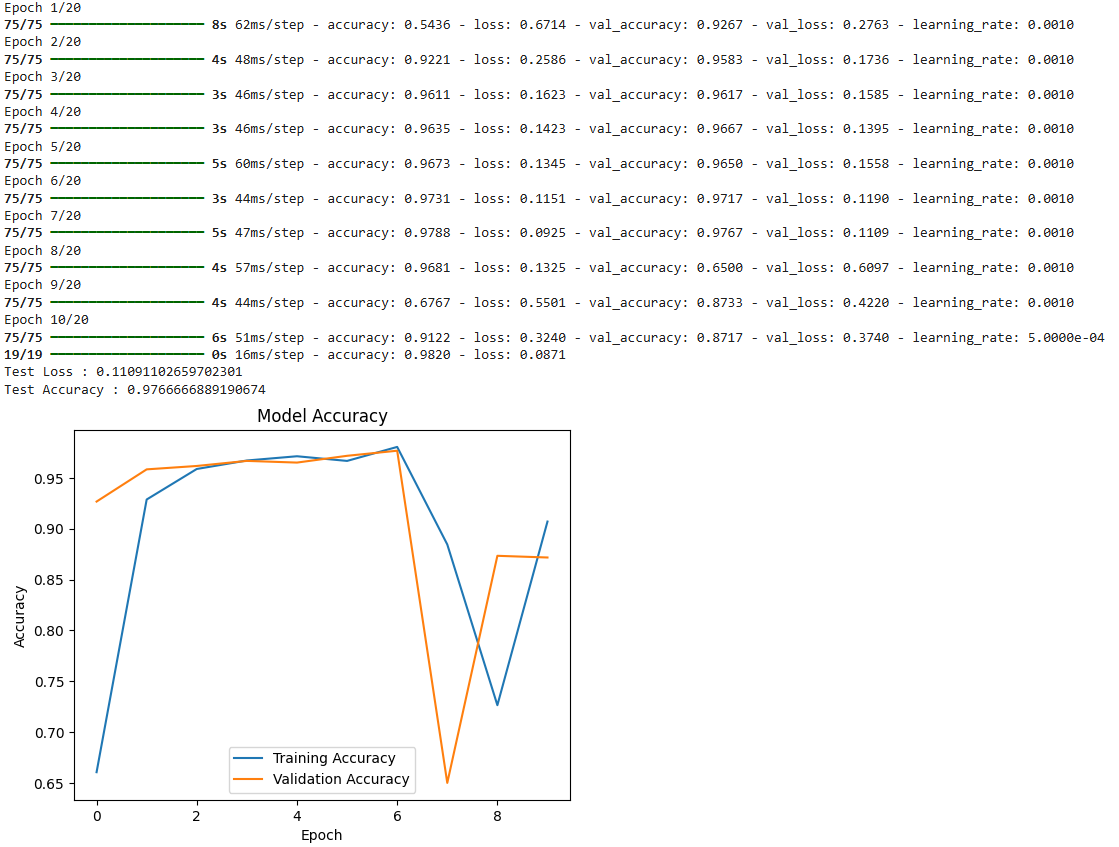 Epoch 1/20
75/75 ━━━━━━━━━━━━━━━━━━━━ 8s 62ms/step - accuracy: 0.5436 - loss: 0.6714 - val_accuracy: 0.9267 - val_loss: 0.2763 - learning_rate: 0.0010
Epoch 2/20
75/75 ━━━━━━━━━━━━━━━━━━━━ 4s 48ms/step - accuracy: 0.9221 - loss: 0.2586 - val_accuracy: 0.9583 - val_loss: 0.1736 - learning_rate: 0.0010
Epoch 3/20
75/75 ━━━━━━━━━━━━━━━━━━━━ 3s 46ms/step - accuracy: 0.9611 - loss: 0.1623 - val_accuracy: 0.9617 - val_loss: 0.1585 - learning_rate: 0.0010
Epoch 4/20
75/75 ━━━━━━━━━━━━━━━━━━━━ 3s 46ms/step - accuracy: 0.9635 - loss: 0.1423 - val_accuracy: 0.9667 - val_loss: 0.1395 - learning_rate: 0.0010
Epoch 5/20
75/75 ━━━━━━━━━━━━━━━━━━━━ 5s 60ms/step - accuracy: 0.9673 - loss: 0.1345 - val_accuracy: 0.9650 - val_loss: 0.1558 - learning_rate: 0.0010
Epoch 6/20
75/75 ━━━━━━━━━━━━━━━━━━━━ 3s 44ms/step - accuracy: 0.9731 - loss: 0.1151 - val_accuracy: 0.9717 - val_loss: 0.1190 - learning_rate: 0.0010
Epoch 7/20
75/75 ━━━━━━━━━━━━━━━━━━━━ 5s 47ms/step - accuracy: 0.9788 - loss: 0.0925 - val_accuracy: 0.9767 - val_loss: 0.1109 - learning_rate: 0.0010
Epoch 8/20
75/75 ━━━━━━━━━━━━━━━━━━━━ 4s 57ms/step - accuracy: 0.9681 - loss: 0.1325 - val_accuracy: 0.6500 - val_loss: 0.6097 - learning_rate: 0.0010
Epoch 9/20
75/75 ━━━━━━━━━━━━━━━━━━━━ 4s 44ms/step - accuracy: 0.6767 - loss: 0.5501 - val_accuracy: 0.8733 - val_loss: 0.4220 - learning_rate: 0.0010
Epoch 10/20
75/75 ━━━━━━━━━━━━━━━━━━━━ 6s 51ms/step - accuracy: 0.9122 - loss: 0.3240 - val_accuracy: 0.8717 - val_loss: 0.3740 - learning_rate: 5.0000e-04
19/19 ━━━━━━━━━━━━━━━━━━━━ 0s 16ms/step - accuracy: 0.9820 - loss: 0.0871
Test Loss : 0.11091102659702301
Test Accuracy : 0.9766666889190674
Model Accuracy
0.95
0.90
0.85
0.80
0.75
0.70
0.65
Accuracy
Training Accuracy
Validation Accuracy
0 2 4 6 8
Epoch